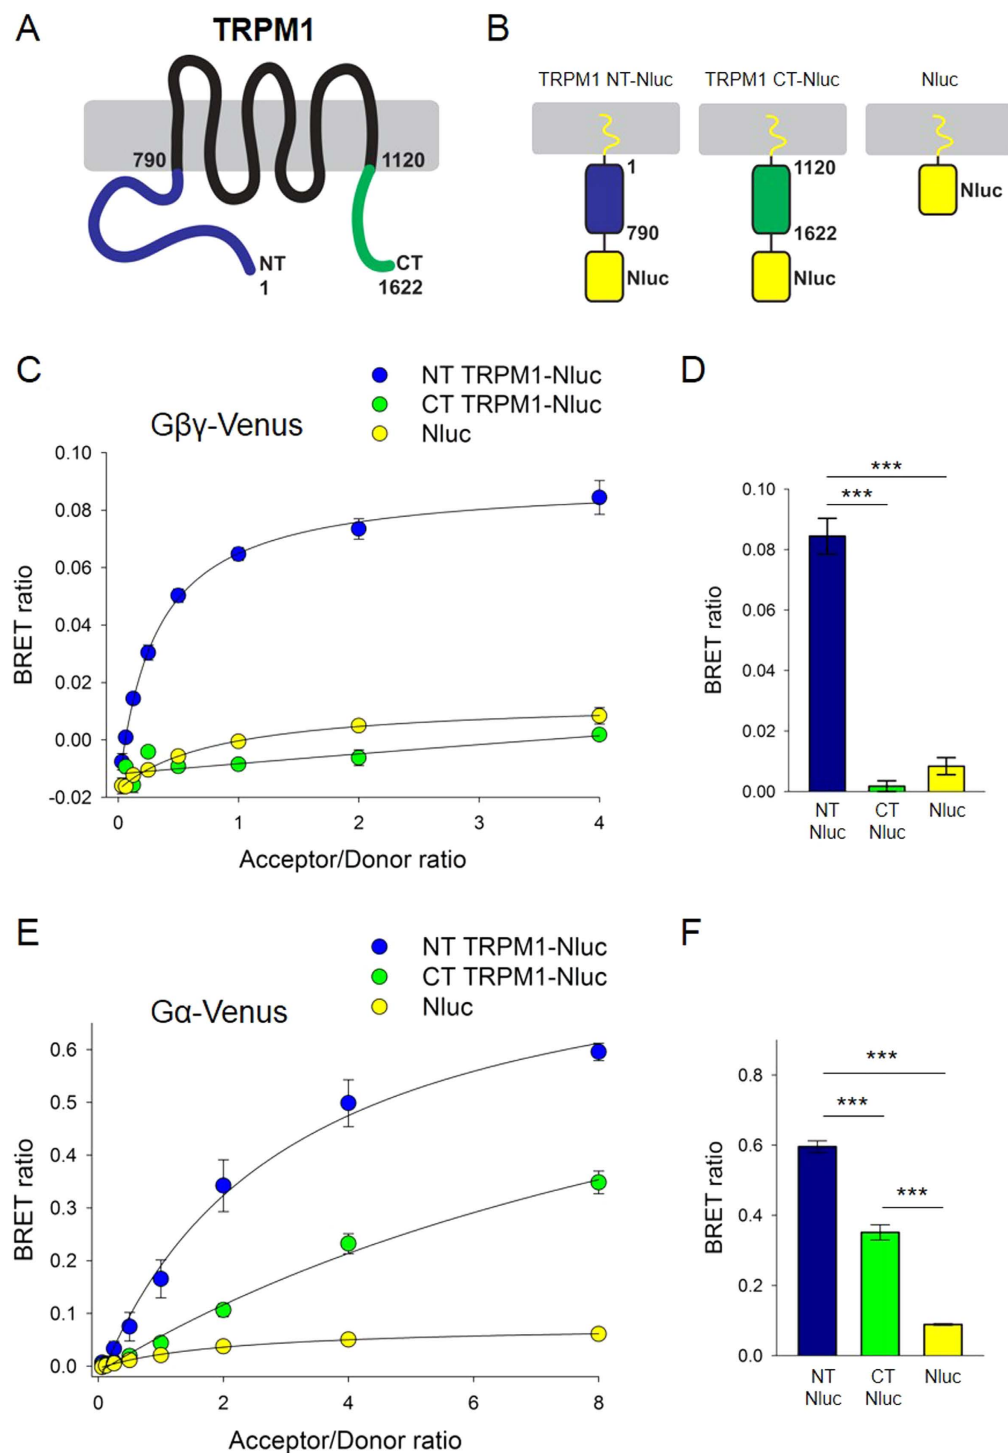 A
TRPM1
790
1120
NT
1
CT
1622
B
TRPM1 NT-Nluc
TRPM1 CT-Nluc
Nluc
1
790
Nluc
1120
1622
Nluc
Nluc
C
NT TRPM1-Nluc
CT TRPM1-Nluc
Nluc
Gβγ-Venus
BRET ratio
0.10
0.08
0.06
0.04
0.02
0.00
-0.02
0
1
2
3
4
Acceptor/Donor ratio
D
***
***
BRET ratio
0.10
0.08
0.06
0.04
0.02
0.00
NT
Nluc
CT
Nluc
Nluc
E
NT TRPM1-Nluc
CT TRPM1-Nluc
Nluc
Gα-Venus
BRET ratio
0.6
0.5
0.4
0.3
0.2
0.1
0.0
0
2
4
6
8
Acceptor/Donor ratio
F
***
***
***
BRET ratio
0.8
0.6
0.4
0.2
0.0
NT
Nluc
CT
Nluc
Nluc